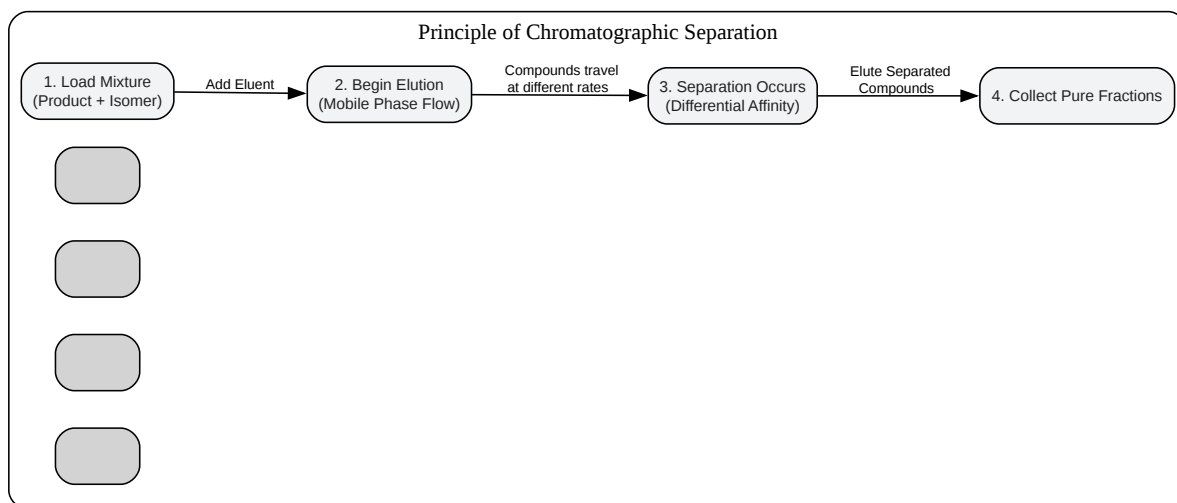 Principle of Chromatographic Separation
1. Load Mixture
(Product + Isomer)
Add Eluent
2. Begin Elution
(Mobile Phase Flow)
Compounds travel
at different rates
3. Separation Occurs
(Differential Affinity)
Elute Separated
Compounds
4. Collect Pure Fractions